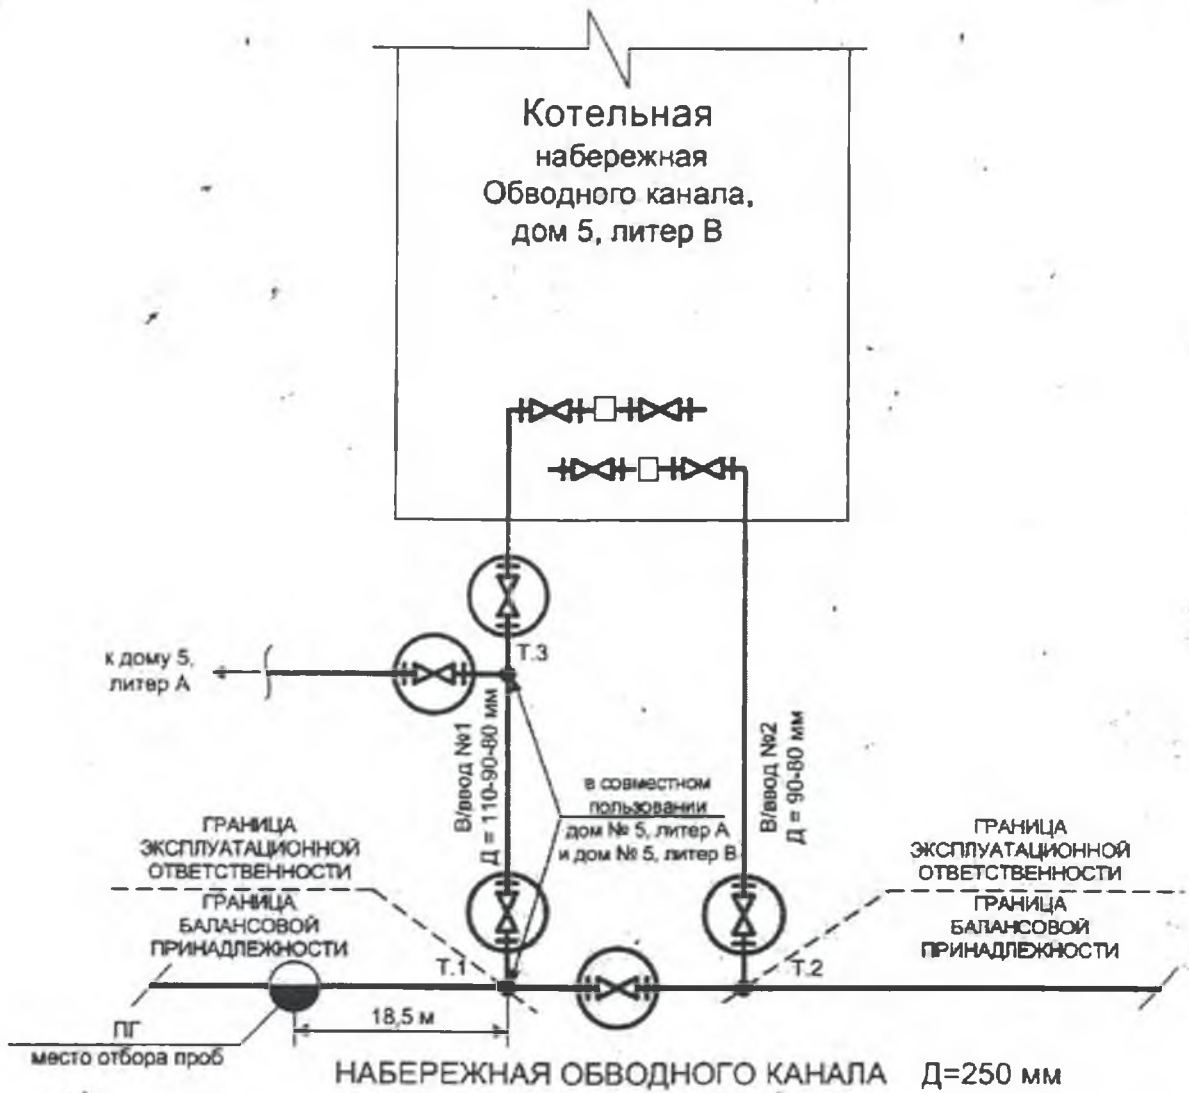 Котельная
набережная
Обводного канала,
дом 5, литер В
Т.3
к дому 5,
литер А
В/ввод №1
Д = 110-90-80 мм
В/ввод №2
Д = 90-80 мм
в совместном
пользовании
дом № 5, литер А
и дом № 5, литер В
ГРАНИЦА
ЭКСПЛУАТАЦИОННОЙ
ОТВЕТСТВЕННОСТИ
ГРАНИЦА
БАЛАНСОВОЙ
ПРИНАДЛЕЖНОСТИ
ГРАНИЦА
ЭКСПЛУАТАЦИОННОЙ
ОТВЕТСТВЕННОСТИ
ГРАНИЦА
БАЛАНСОВОЙ
ПРИНАДЛЕЖНОСТИ
Т.1
Т.2
ПГ
место отбора проб
18,5 м
НАБЕРЕЖНАЯ ОБВОДНОГО КАНАЛА Д=250 мм